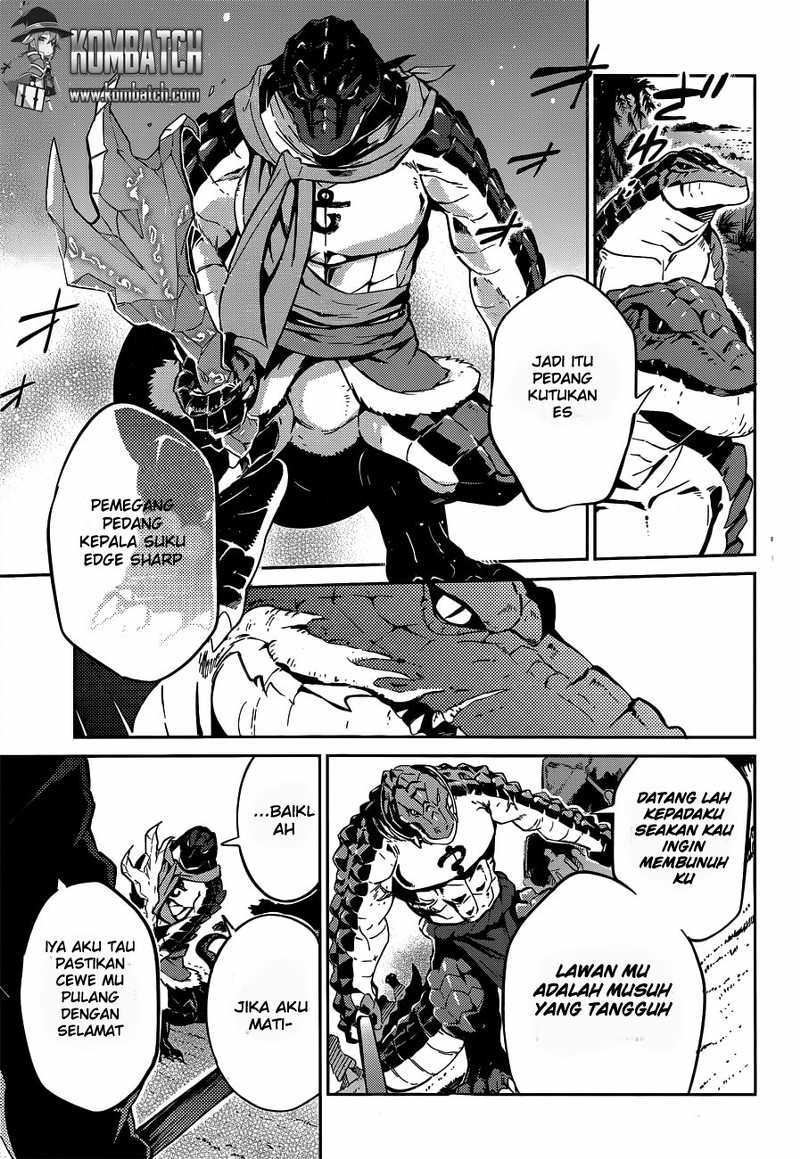 KOMBATCH
www.kombatch.com
ざ
わ
JADI ITU
PEDANG
KUTUKAN
ES
PEMEGANG
PEDANG
KEPALA SUKU
EDGE SHARP
DATANG LAH
KEPADAKU
SEAKAN KAU
INGIN
MEMBUNUH
KU
LAWAN MU
ADALAH MUSUH
YANG TANGGUH
...BAIKL
AH
JIKA AKU
MATI-
IYA AKU TAU
PASTIKAN
CEWE MU
PULANG
DENGAN
SELAMAT